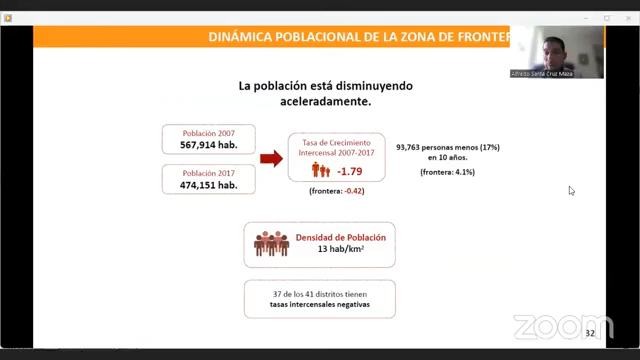 DINÁMICA POBLACIONAL DE LA ZONA DE FRONTER
Alfredo Santa Cruz Maza
La población está disminuyendo
aceleradamente.
Población 2007
567,914 hab.
Población 2017
474,151 hab.
Tasa de Crecimiento
Intercensal 2007-2017
-1.79
(frontera: -0.42)
93,763 personas menos (17%)
en 10 años.
(frontera: 4.1%)
Densidad de Población
13 hab/km²
37 de los 41 distritos tienen
tasas intercensales negativas
zoom
32